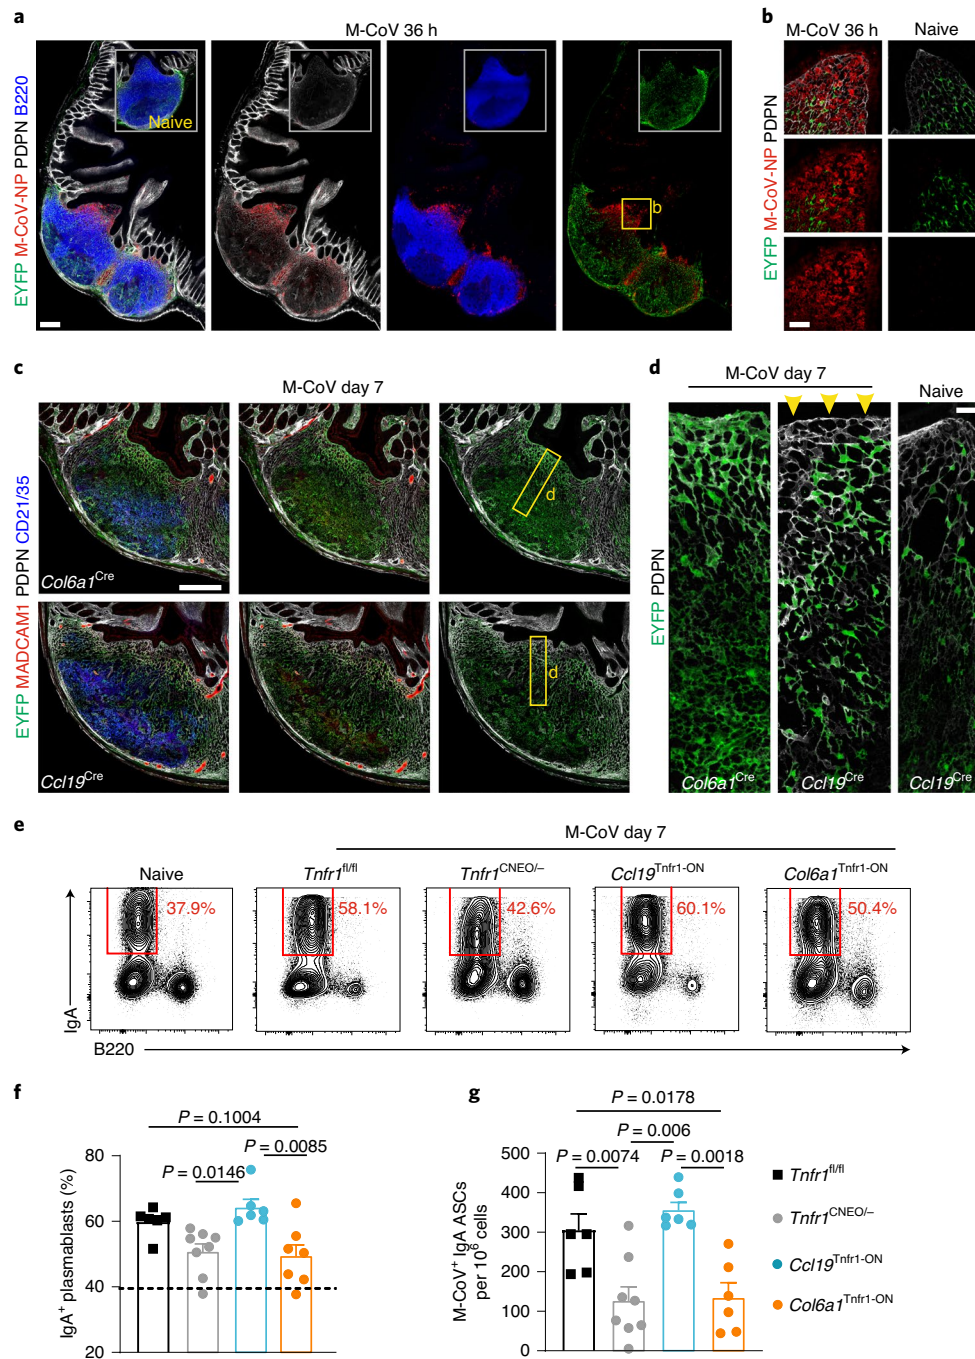 a
M-CoV 36 h
EYFP M-CoV-NP PDPN B220
Naive
b
b
M-CoV 36 h
Naive
EYFP M-CoV-NP PDPN
c
M-CoV day 7
EYFP MADCAM1 PDPN CD21/35
d
Col6a1Cre
d
Ccl19Cre
d
M-CoV day 7
Naive
EYFP PDPN
Col6a1Cre
Ccl19Cre
Ccl19Cre
e
M-CoV day 7
Naive
Tnfr1fl/fl
Tnfr1CNEO/–
Ccl19Tnfr1-ON
Col6a1Tnfr1-ON
37.9%
58.1%
42.6%
60.1%
50.4%
IgA
B220
f
P = 0.1004
P = 0.0085
P = 0.0146
80
60
40
20
IgA+ plasmablasts (%)
g
P = 0.0178
P = 0.006
P = 0.0074
P = 0.0018
500
400
300
200
100
0
M-CoV+ IgA ASCs
per 10^6 cells
Tnfr1fl/fl
Tnfr1CNEO/–
Ccl19Tnfr1-ON
Col6a1Tnfr1-ON